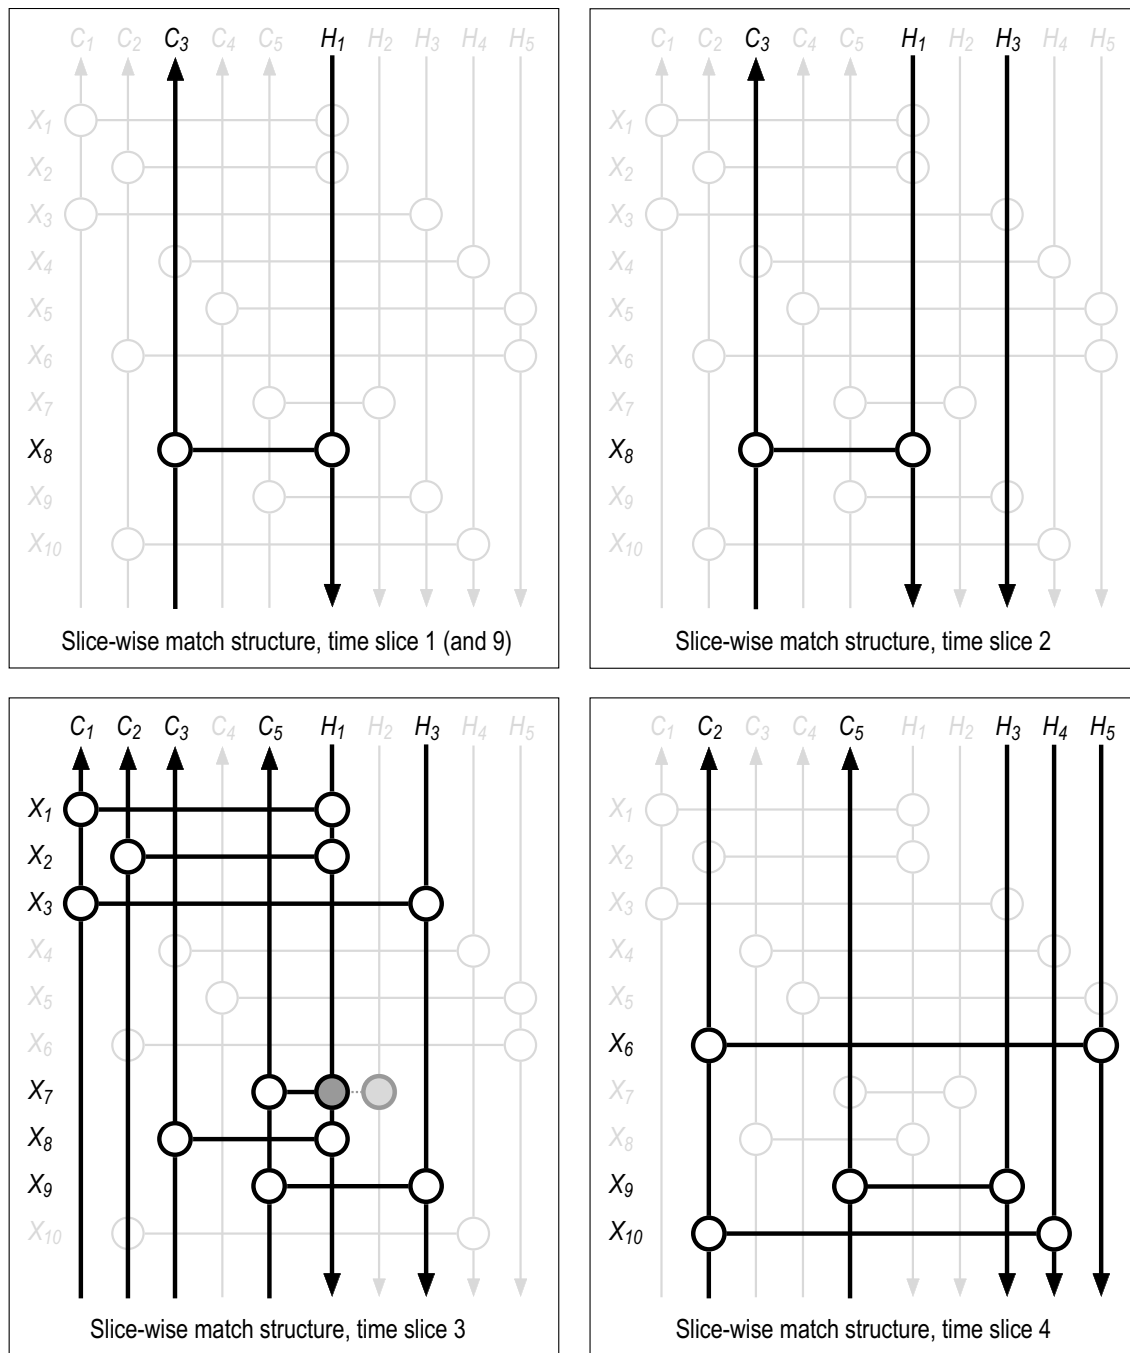 C1 C2 C3 C4 C5 H1 H2 H3 H4 H5
X1
X2
X3
X4
X5
X6
X7
X8
X9
X10
Slice-wise match structure, time slice 1 (and 9)
C1 C2 C3 C4 C5 H1 H2 H3 H4 H5
X1
X2
X3
X4
X5
X6
X7
X8
X9
X10
Slice-wise match structure, time slice 2
C1 C2 C3 C4 C5 H1 H2 H3 H4 H5
X1
X2
X3
X4
X5
X6
X7
X8
X9
X10
Slice-wise match structure, time slice 3
C1 C2 C3 C4 C5 H1 H2 H3 H4 H5
X1
X2
X3
X4
X5
X6
X7
X8
X9
X10
Slice-wise match structure, time slice 4